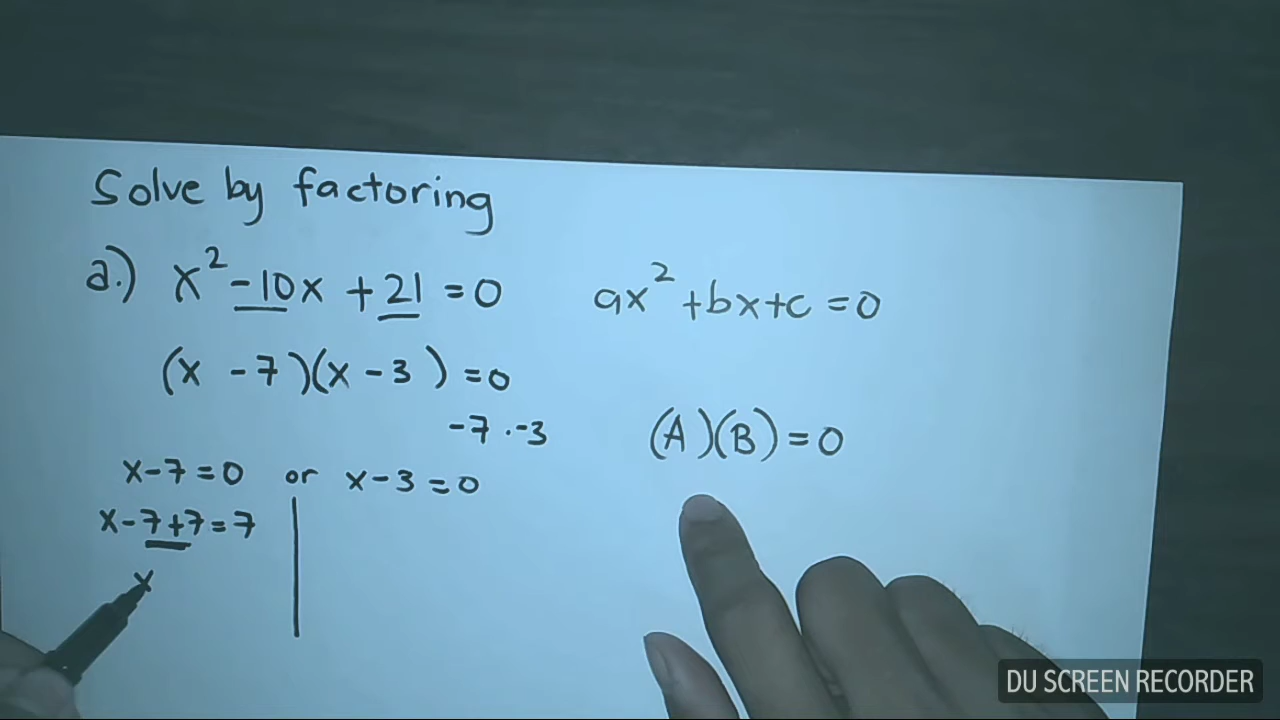 Solve by factoring
a.) x² -10x + 21 = 0
ax² +bx+c =0
(x -7)(x -3) =0
-7 · -3
(A)(B) = 0
x-7=0 or x-3=0
x-7+7=7
x
DU SCREEN RECORDER